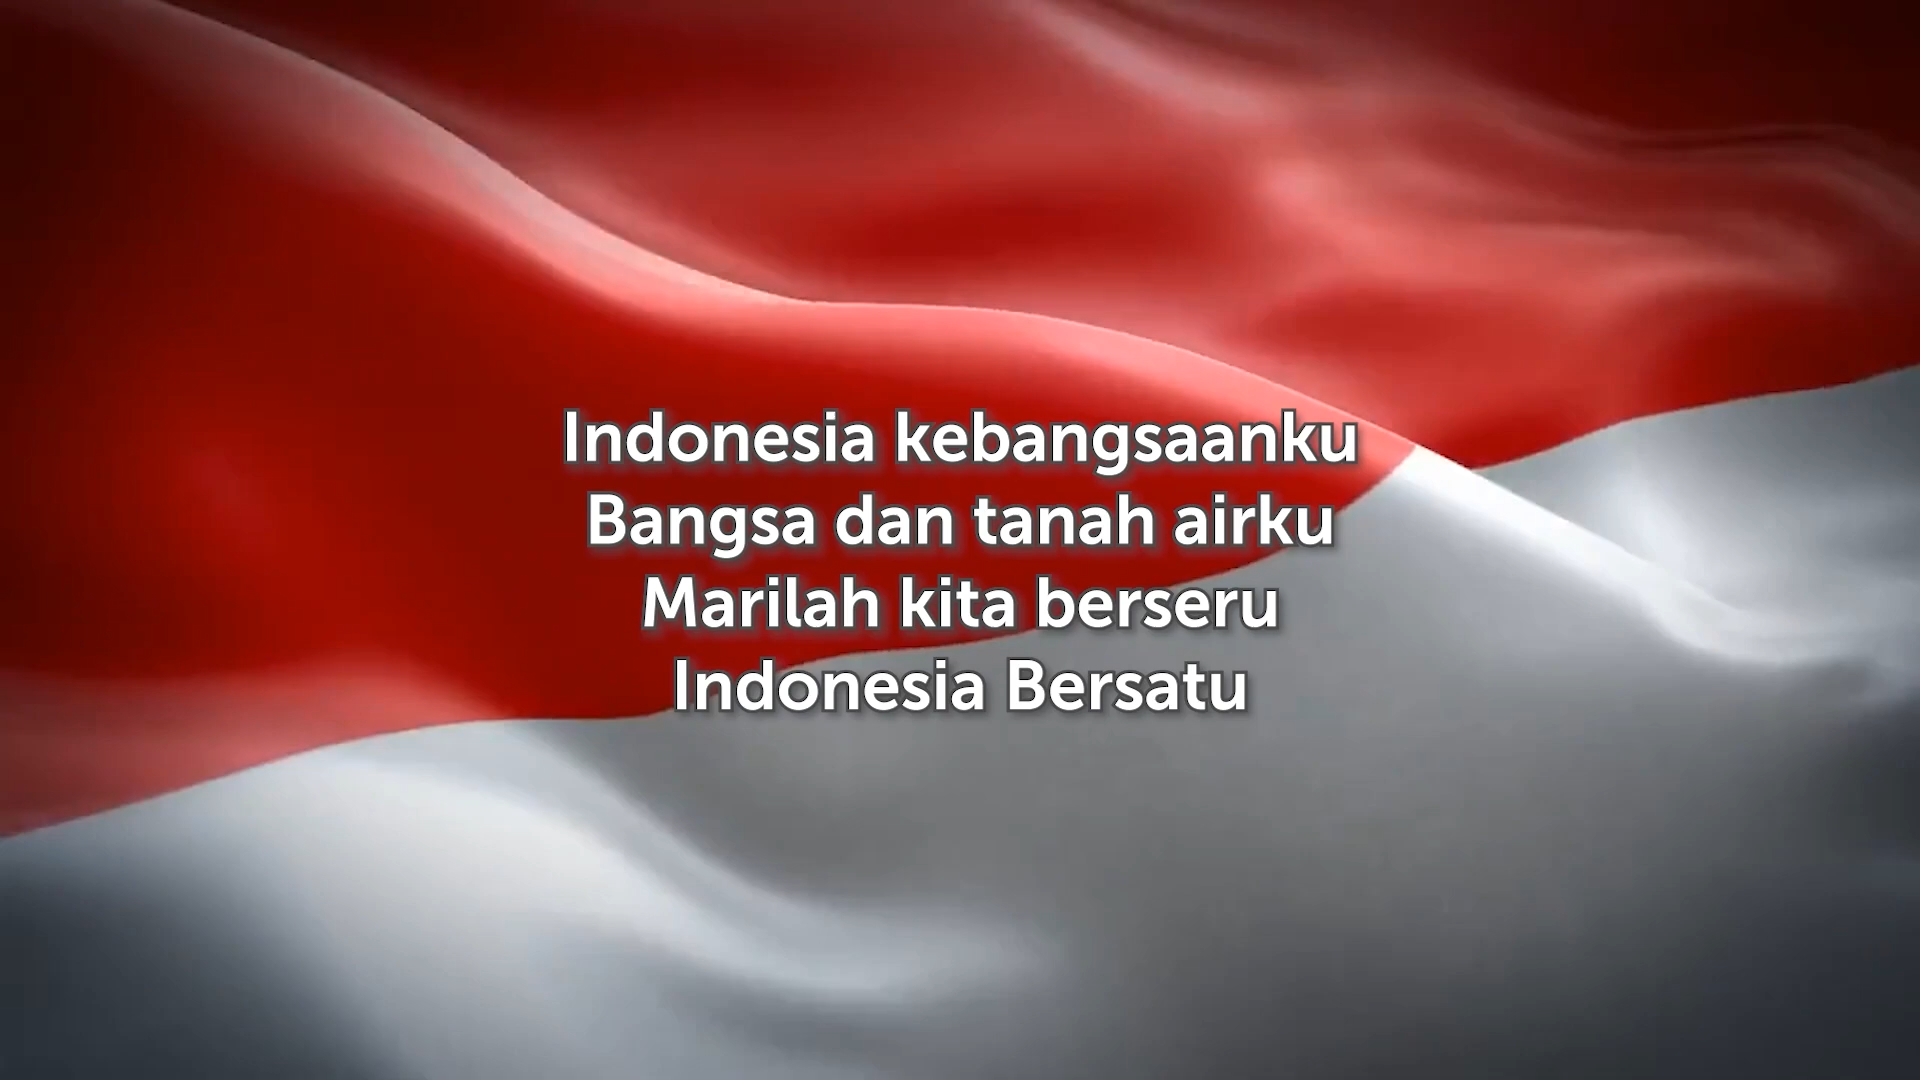 Indonesia kebangsaanku
Bangsa dan tanah airku
Marilah kita berseru
Indonesia Bersatu